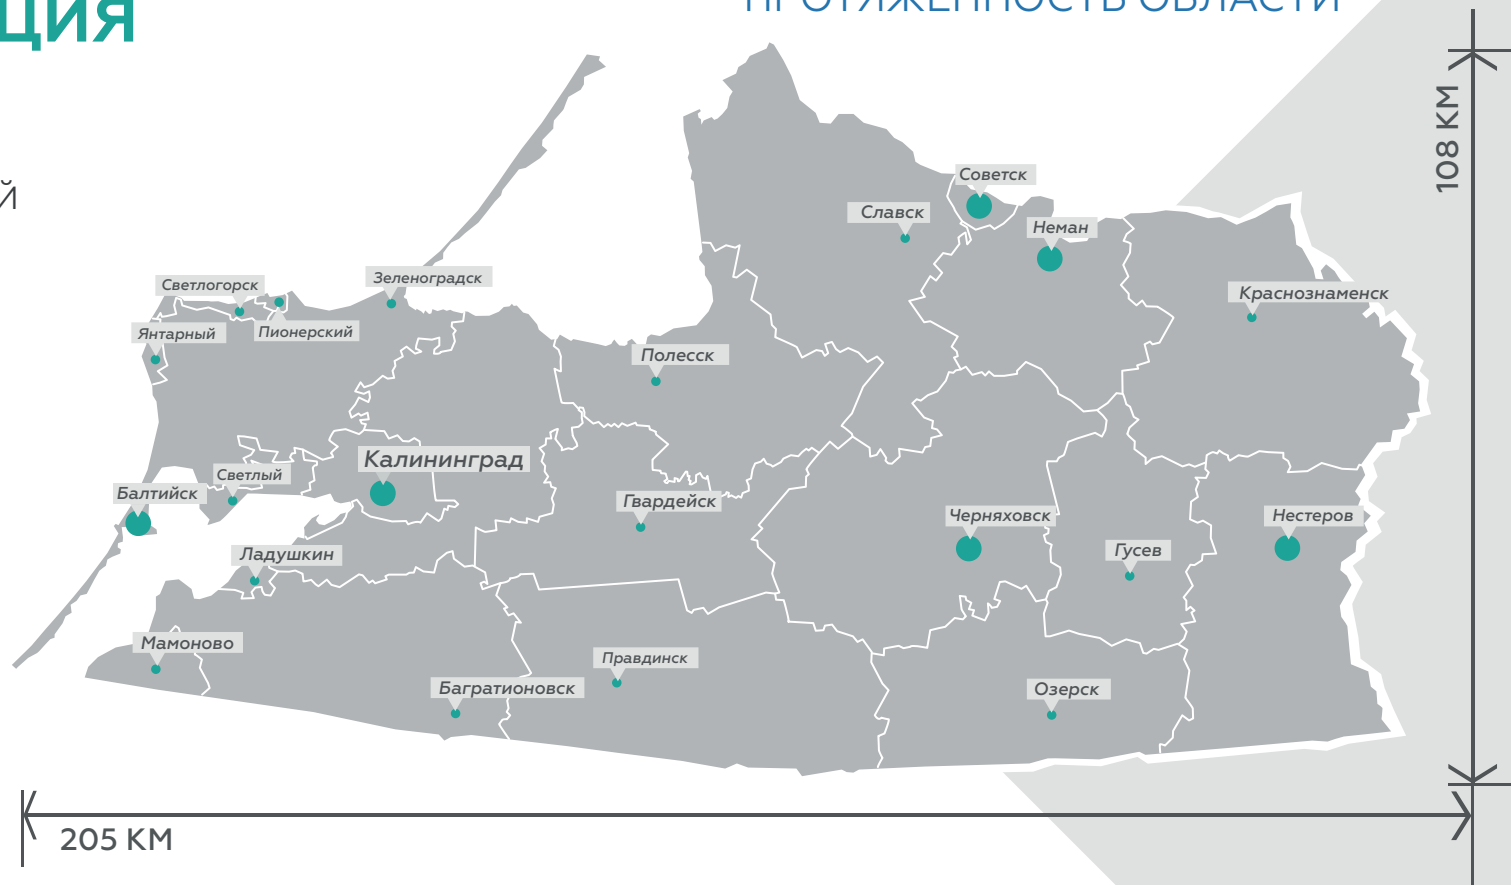 ЦИЯ
ПРОТЯЖЕННОСТЬ ОБЛАСТИ
108 КМ
Й
Советск
Славск
Неман
Светлогорск
Зеленоградск
Краснознаменск
Янтарный
Пионерский
Полесск
Калининград
Светлый
Балтийск
Гвардейск
Черняховск
Нестеров
Ладушкин
Гусев
Мамоново
Правдинск
Багратионовск
Озерск
205 КМ